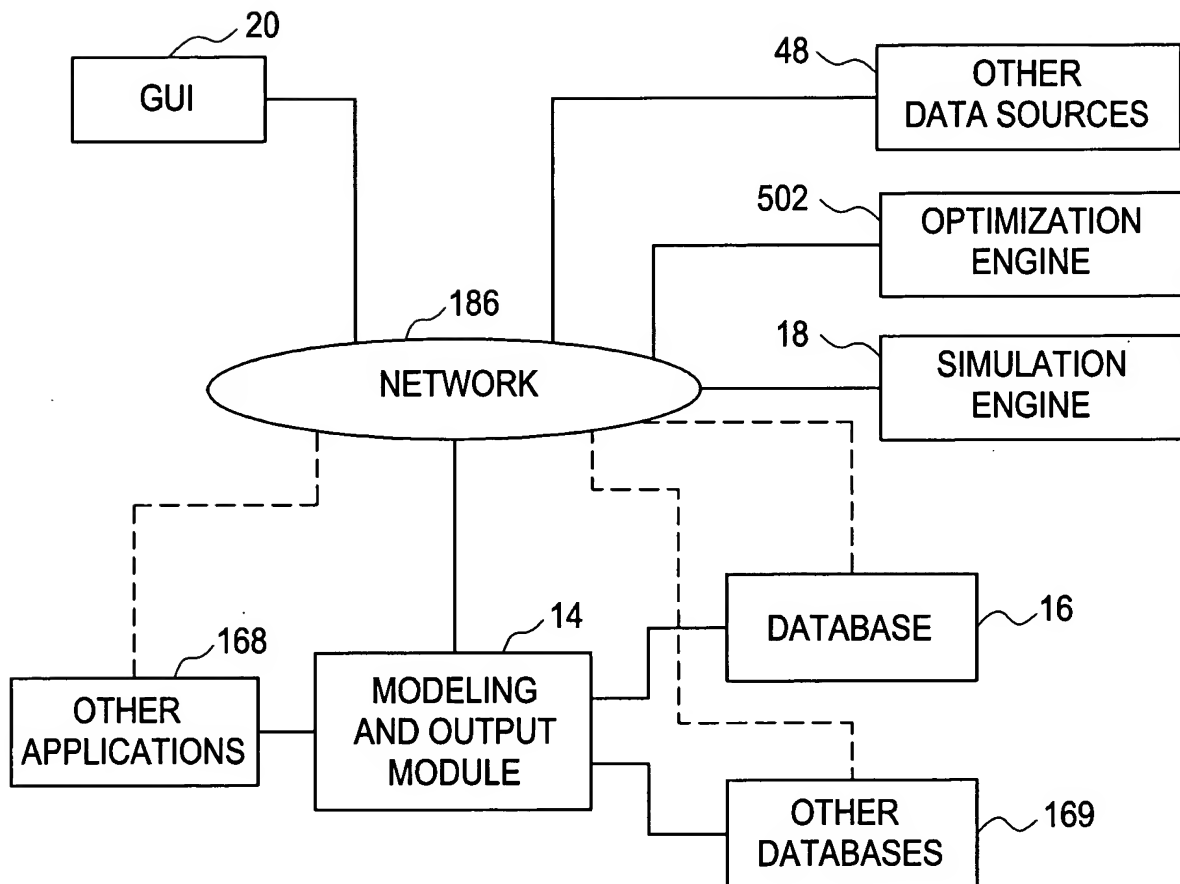 20
GUI
48
OTHER
DATA SOURCES
502
OPTIMIZATION
ENGINE
186
NETWORK
18
SIMULATION
ENGINE
168
OTHER
APPLICATIONS
14
MODELING
AND OUTPUT
MODULE
DATABASE
16
OTHER
DATABASES
169